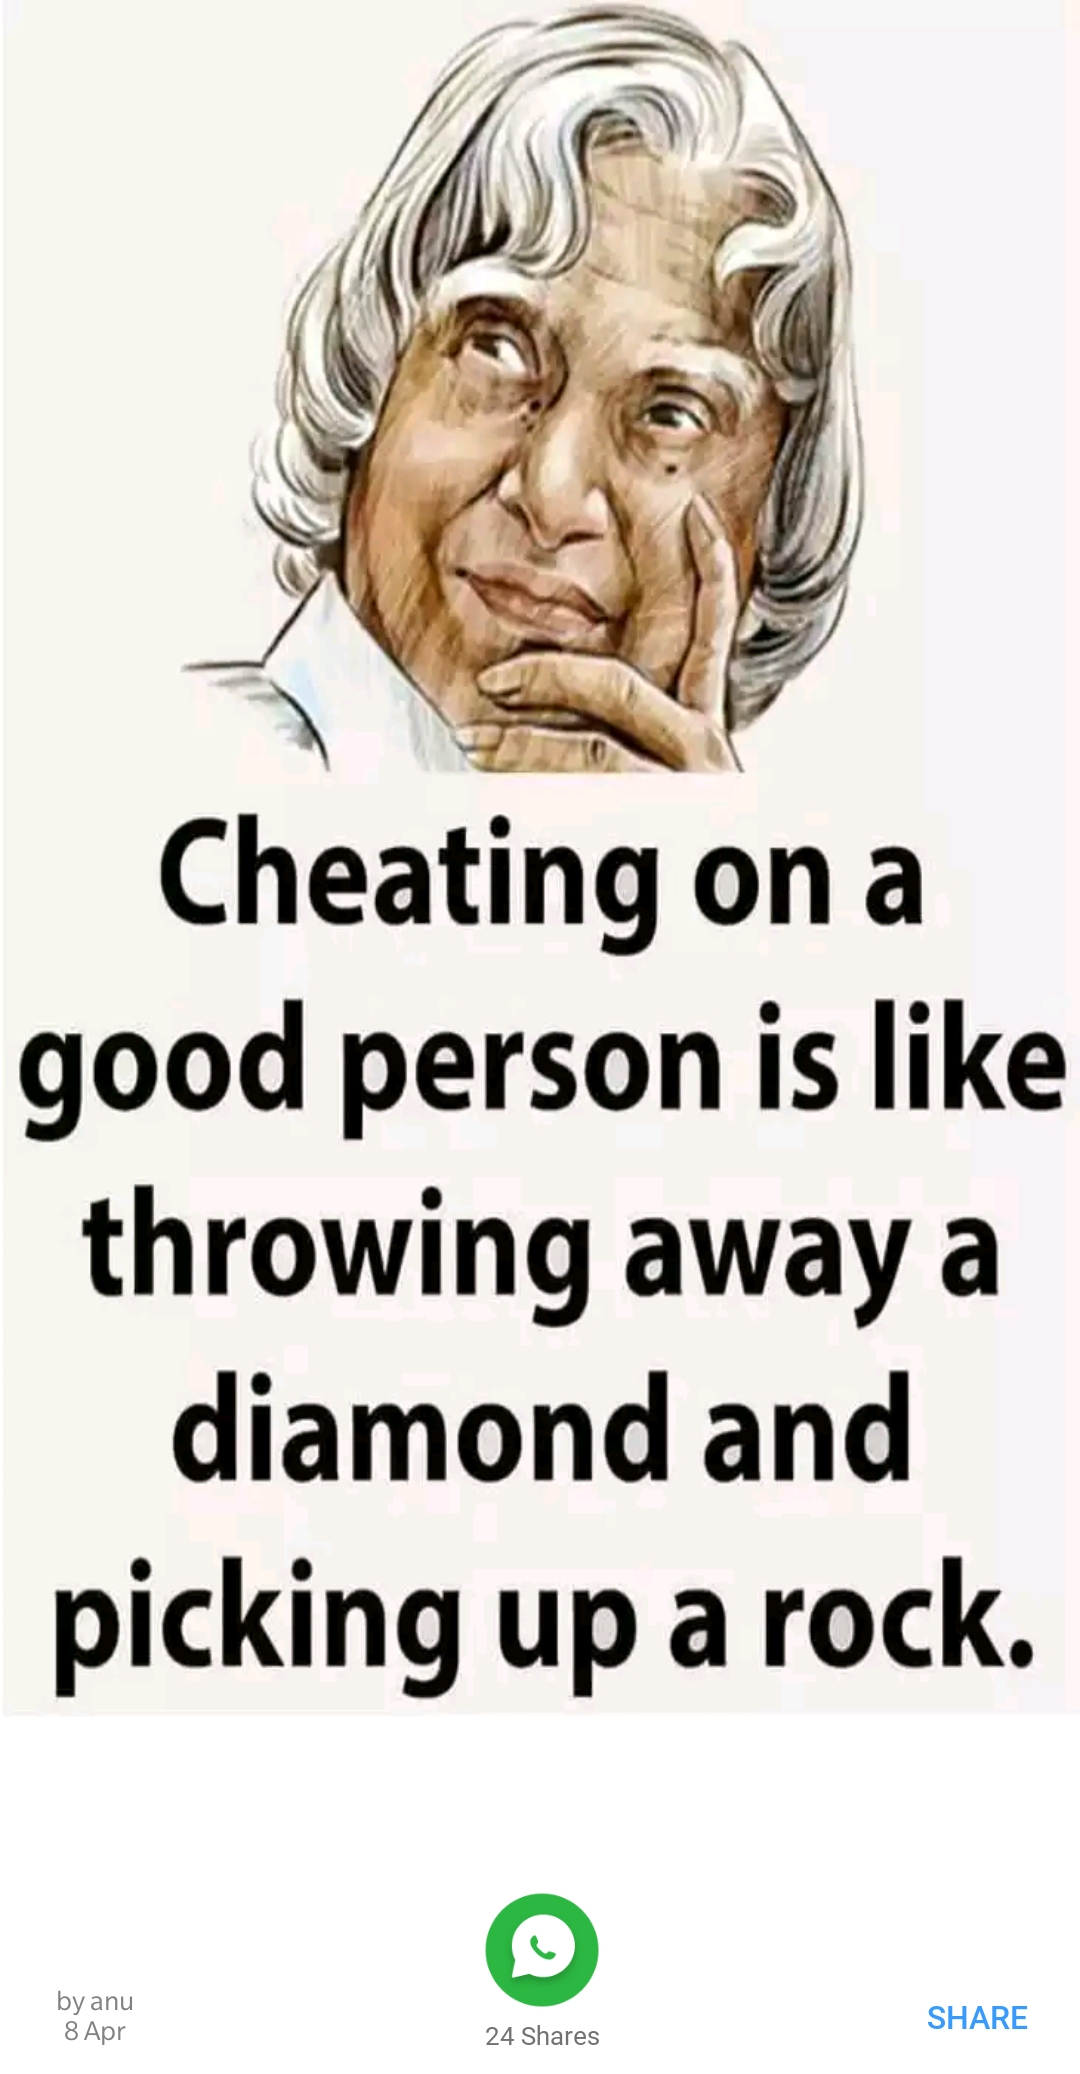 Cheating on a
good person is like
throwing away a
diamond and
picking up a rock.
by anu
8 Apr
24 Shares
SHARE